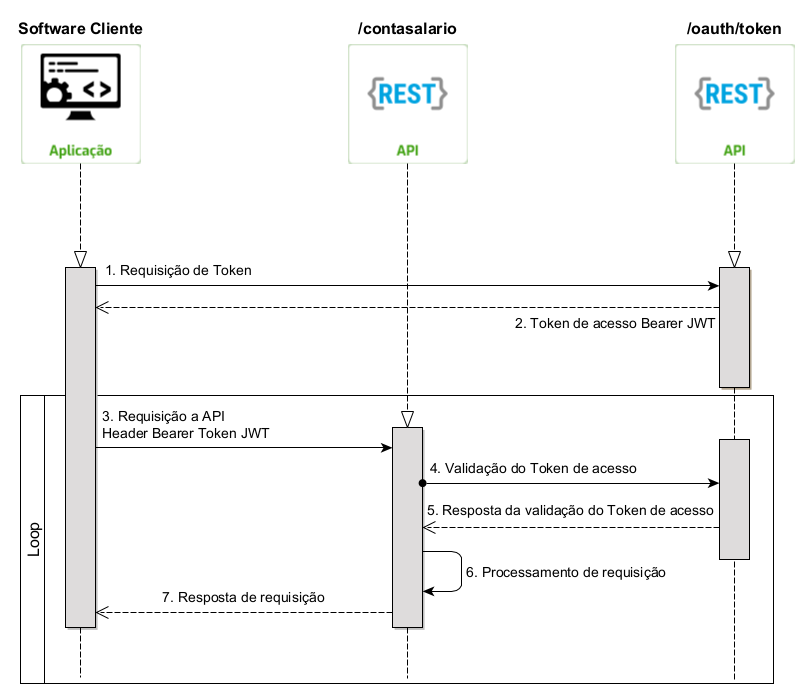 Software Cliente
/contasalario
/oauth/token
</>
{REST}
{REST}
Aplicação
API
API
1. Requisição de Token
2. Token de acesso Bearer JWT
3. Requisição a API
Header Bearer Token JWT
4. Validação do Token de acesso
5. Resposta da validação do Token de acesso
Loop
6. Processamento de requisição
7. Resposta de requisição